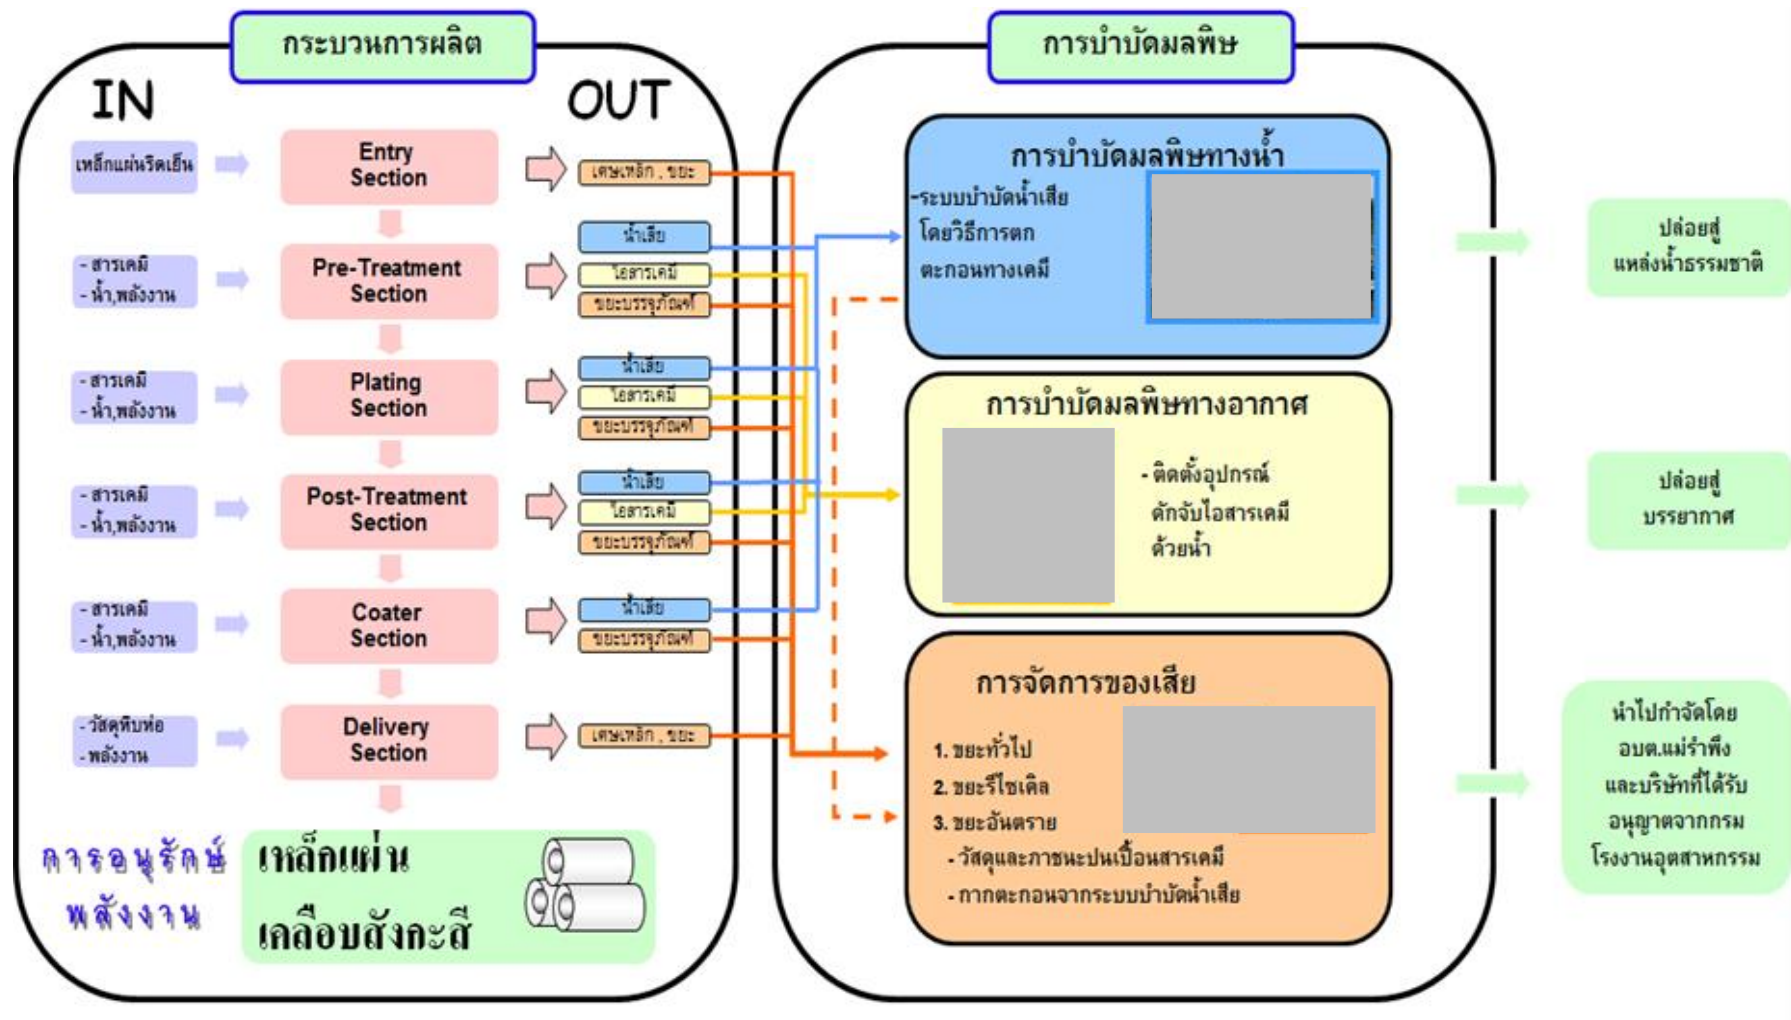 กระบวนการผลิต
IN
OUT
เหล็กแผ่นรีดเย็น
Entry
Section
เศษเหล็ก , ขยะ
- สารเคมี
- น้ำ,พลังงาน
Pre-Treatment
Section
น้ำเสีย
ไอสารเคมี
ขยะบรรจุภัณฑ์
- สารเคมี
- น้ำ,พลังงาน
Plating
Section
น้ำเสีย
ไอสารเคมี
ขยะบรรจุภัณฑ์
- สารเคมี
- น้ำ,พลังงาน
Post-Treatment
Section
น้ำเสีย
ไอสารเคมี
ขยะบรรจุภัณฑ์
- สารเคมี
- น้ำ,พลังงาน
Coater
Section
น้ำเสีย
ขยะบรรจุภัณฑ์
- วัสดุหีบห่อ
- พลังงาน
Delivery
Section
เศษเหล็ก , ขยะ
การอนุรักษ์
พลังงาน
เหล็กแผ่น
เคลือบสังกะสี
การบำบัดมลพิษ
การบำบัดมลพิษทางน้ำ
-ระบบบำบัดน้ำเสีย
โดยวิธีการตก
ตะกอนทางเคมี
ปล่อยสู่
แหล่งน้ำธรรมชาติ
การบำบัดมลพิษทางอากาศ
- ติดตั้งอุปกรณ์
ดักจับไอสารเคมี
ด้วยน้ำ
ปล่อยสู่
บรรยากาศ
การจัดการของเสีย
1. ขยะทั่วไป
2. ขยะรีไซเคิล
3. ขยะอันตราย
- วัสดุและภาชนะปนเปื้อนสารเคมี
- กากตะกอนจากระบบบำบัดน้ำเสีย
นำไปกำจัดโดย
อบต.แม่รำพึง
และบริษัทที่ได้รับ
อนุญาตจากกรม
โรงงานอุตสาหกรรม